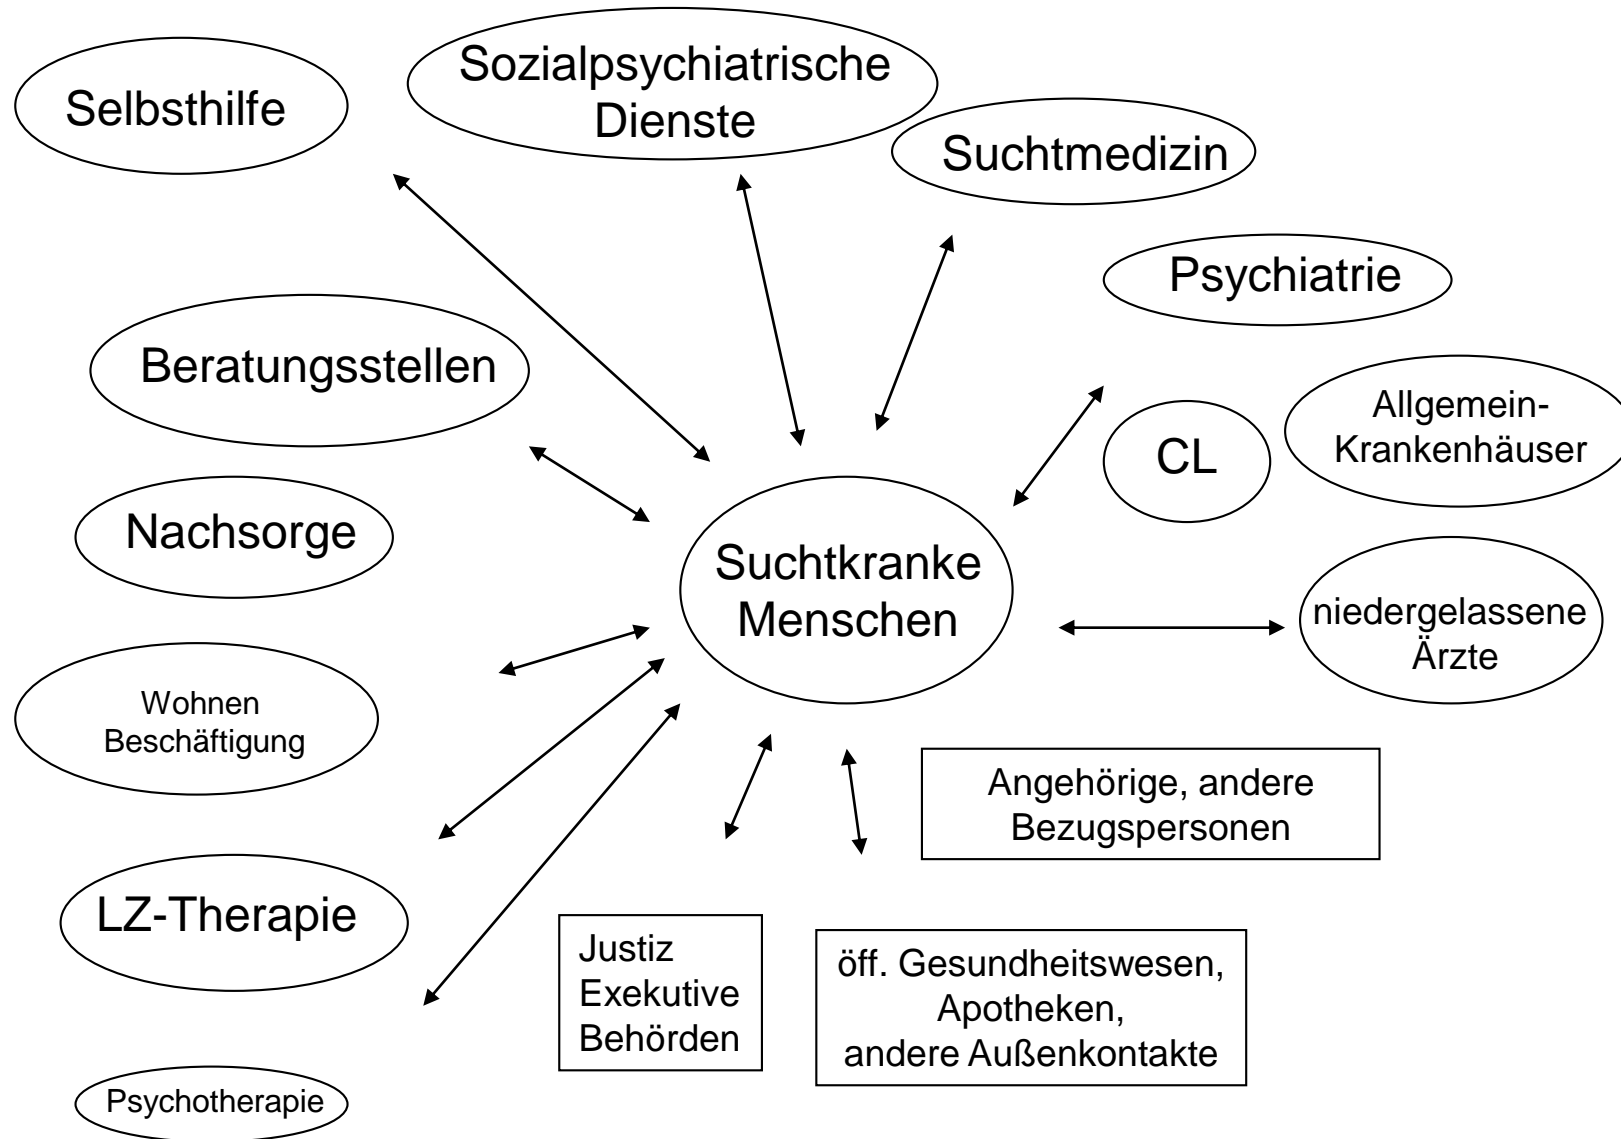 Selbsthilfe
Sozialpsychiatrische
Dienste
Suchtmedizin
Psychiatrie
Beratungsstellen
Allgemein-
Krankenhäuser
CL
Nachsorge
Suchtkranke
Menschen
niedergelassene
Ärzte
Wohnen
Beschäftigung
Angehörige, andere
Bezugspersonen
LZ-Therapie
Justiz
Exekutive
Behörden
öff. Gesundheitswesen,
Apotheken,
andere Außenkontakte
Psychotherapie